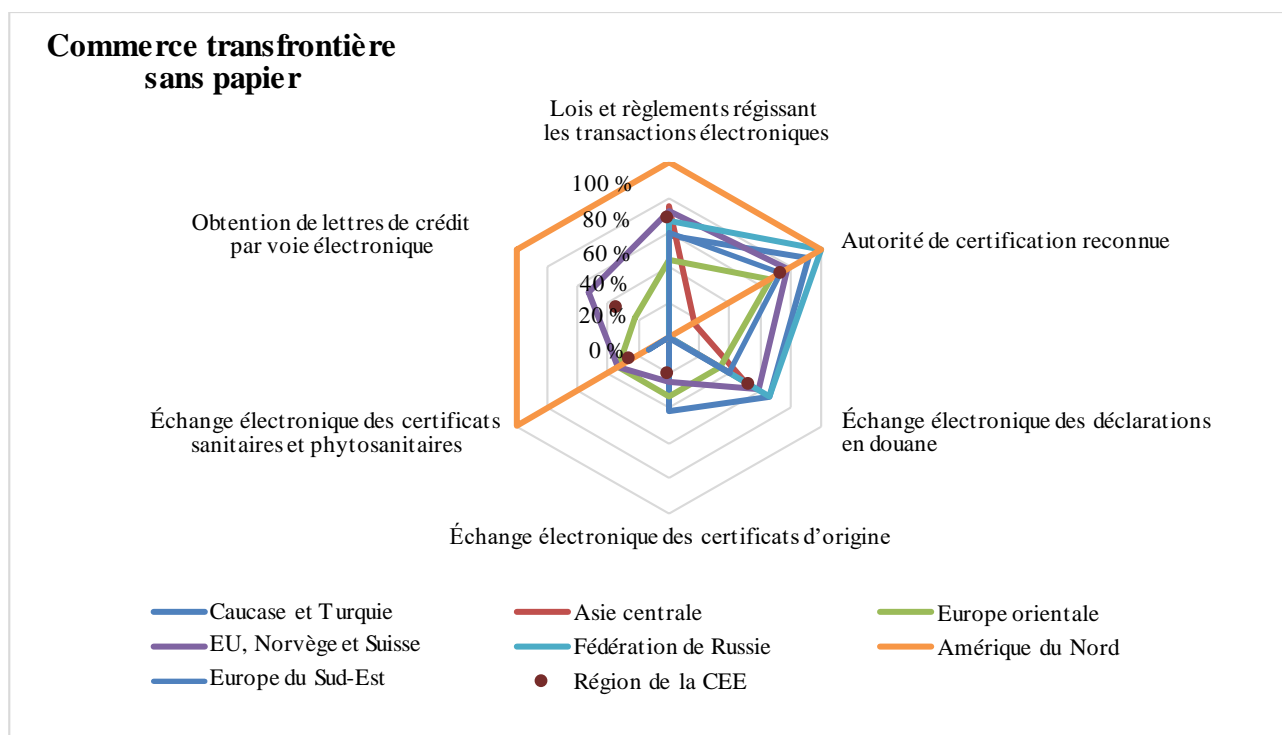 Commerce transfrontière
sans papier
Lois et règlements régissant
les transactions électroniques
100 %
80 %
60 %
40 %
20 %
0 %
Obtention de lettres de crédit
par voie électronique
Autorité de certification reconnue
Échange électronique des certificats
sanitaires et phytosanitaires
Échange électronique des déclarations
en douane
Échange électronique des certificats d'origine
Caucase et Turquie
Asie centrale
Europe orientale
EU, Norvège et Suisse
Fédération de Russie
Amérique du Nord
Europe du Sud-Est
Région de la CEE